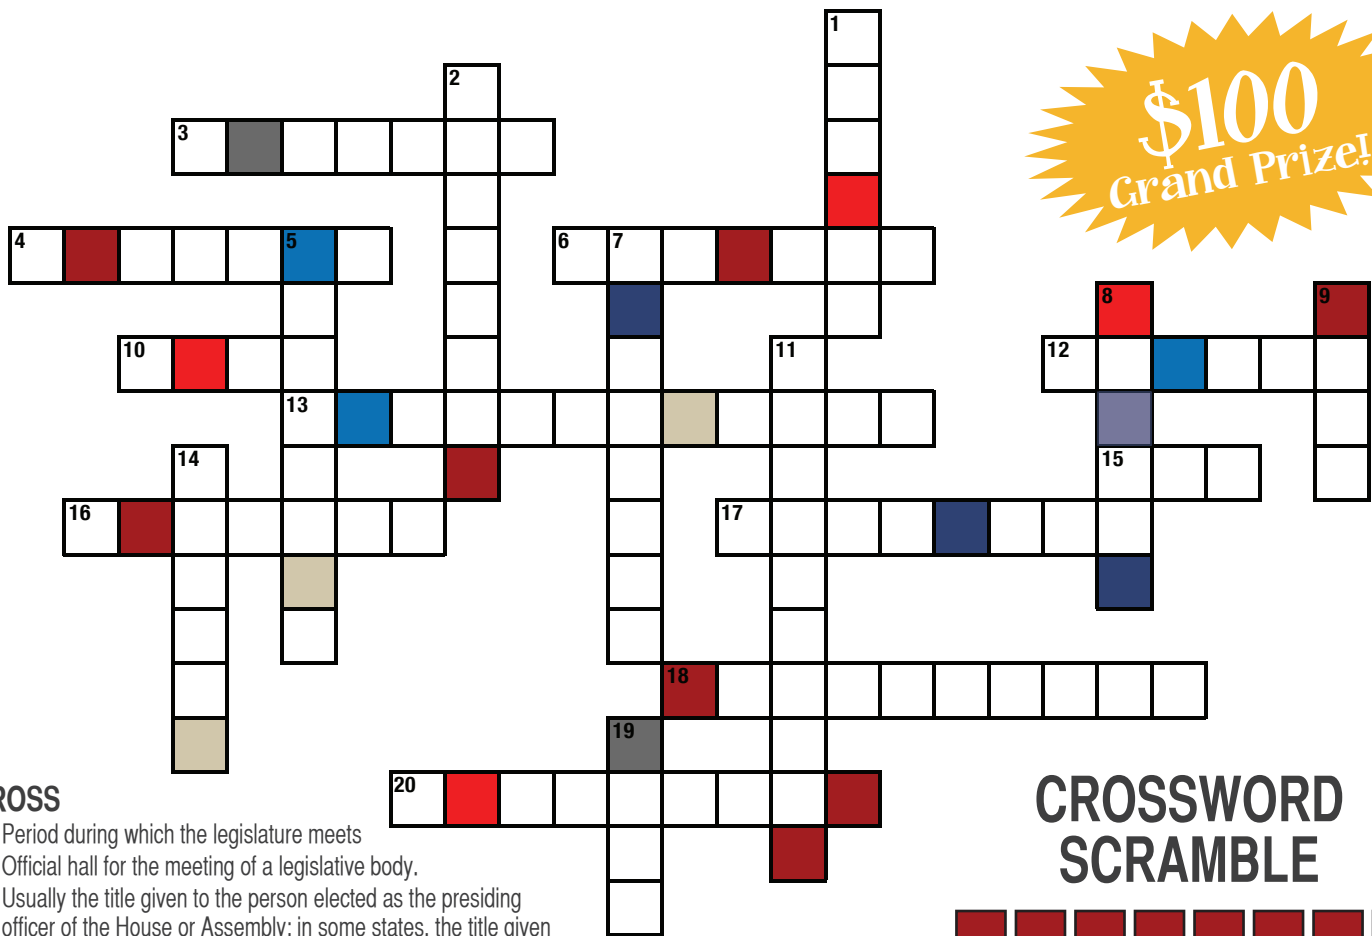 1
2
$100
Grand Prize!
3
4 5 6 7
8 9
10 11 12
13
14 15
16 17
18
19
20
ROSS
Period during which the legislature meets
Official hall for the meeting of a legislative body.
Usually the title given to the person elected as the presiding
officer of the House or Assembly; in some states, the title given
CROSSWORD
SCRAMBLE